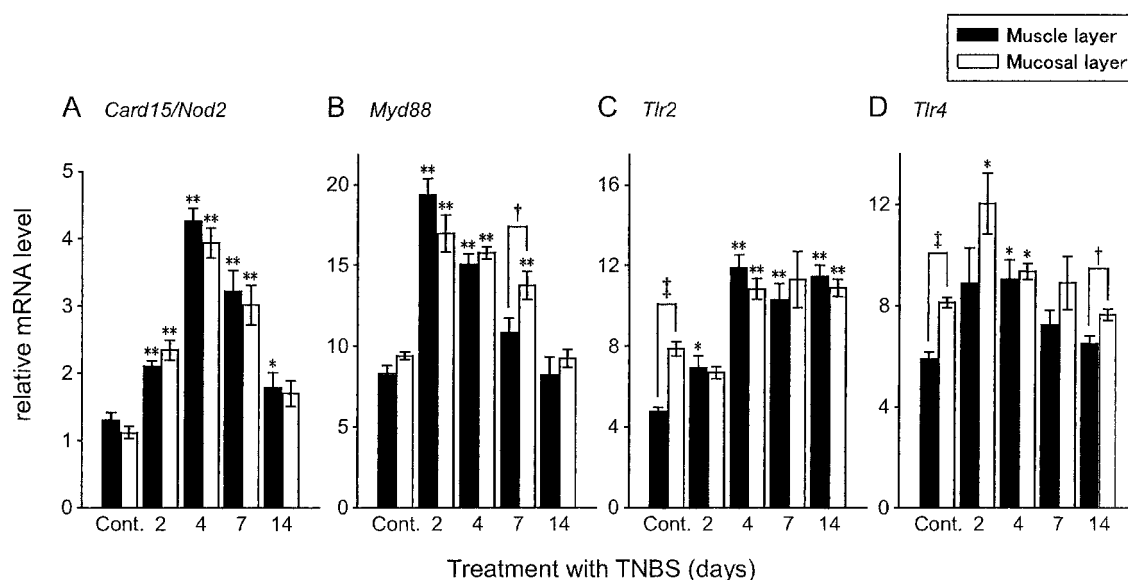 Muscle layer
Mucosal layer
A Card15/Nod2
B Myd88
C Tlr2
D Tlr4
relative mRNA level
5
4
3
2
1
0
** ** ** ** ** ** *
Cont. 2 4 7 14
20
15
10
5
0
** ** ** ** † **
Cont. 2 4 7 14
16
12
8
4
0
‡ * ** ** ** ** **
Cont. 2 4 7 14
12
8
4
0
‡ * * * †
Cont. 2 4 7 14
Treatment with TNBS (days)